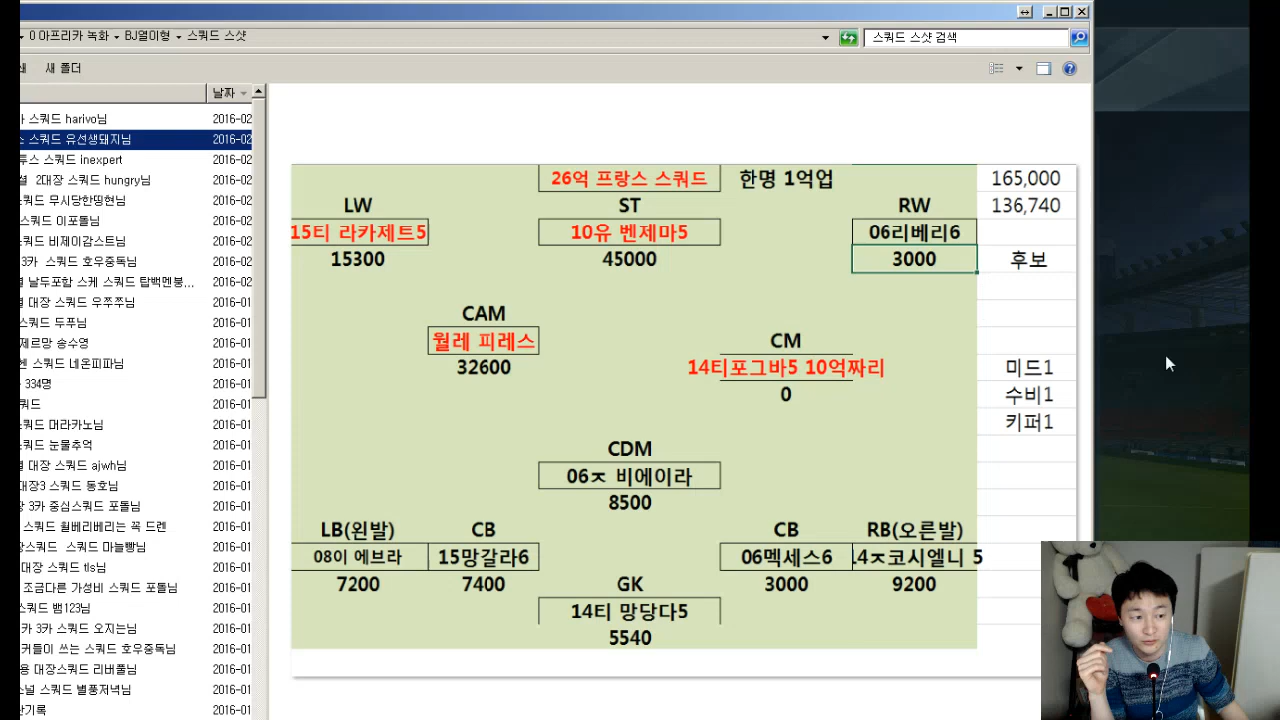 0 아프리카 녹화 BJ열이형 스쿼드 스샷
스쿼드 스샷 검색
새 폴더
날짜
스쿼드 harivo님 2016-02
스쿼드 유선생돼지님 2016-02
투스 스쿼드 inexpert 2016-02
2대장 스쿼드 hungry님 2016-02
쿼드 무시당한띵현님 2016-02
스쿼드 이포돌님 2016-02
쿼드 비제이감스트님 2016-02
3카 스쿼드 호우중독님 2016-02
날두포함 스케 스쿼드 탑백멘붕... 2016-02
대장 스쿼드 우쭈쭈님 2016-01
스쿼드 두푸님 2016-01
제르망 송수영 2016-01
스쿼드 네온피파님 2016-01
334명 2016-01
쿼드 2016-01
스쿼드 머라카노님 2016-01
스쿼드 눈물추억 2016-01
대장 스쿼드 ajwh님 2016-01
대장3 스쿼드 동호님 2016-01
3카 중심스쿼드 포돌님 2016-01
스쿼드 훨베리베리는 꼭 드렌 2016-01
장스쿼드 스쿼드 마늘빵님 2016-01
대장 스쿼드 tls님 2016-01
조금다른 가성비 스쿼드 포돌님 2016-01
스쿼드 뱀123님 2016-01
카 3카 스쿼드 오지는님 2016-01
커들이 쓰는 스쿼드 호우중독님 2016-01
용 대장스쿼드 리버풀님 2016-01
스널 스쿼드 별풍저녁님 2016-01
기록 2016-01
26억 프랑스 스쿼드 한명 1억업 165,000
LW ST RW 136,740
15티 라카제트5 10유 벤제마5 06리베리6
15300 45000 3000 후보
CAM
월레 피레스 CM
32600 14티포그바5 10억짜리 미드1
0 수비1
키퍼1
CDM
06ㅈ 비에이라
8500
LB(왼발) CB CB RB(오른발)
08이 에브라 15망갈라6 06멕세스6 14ㅈ코시엘니 5
7200 7400 GK 3000 9200
14티 망당다5
5540